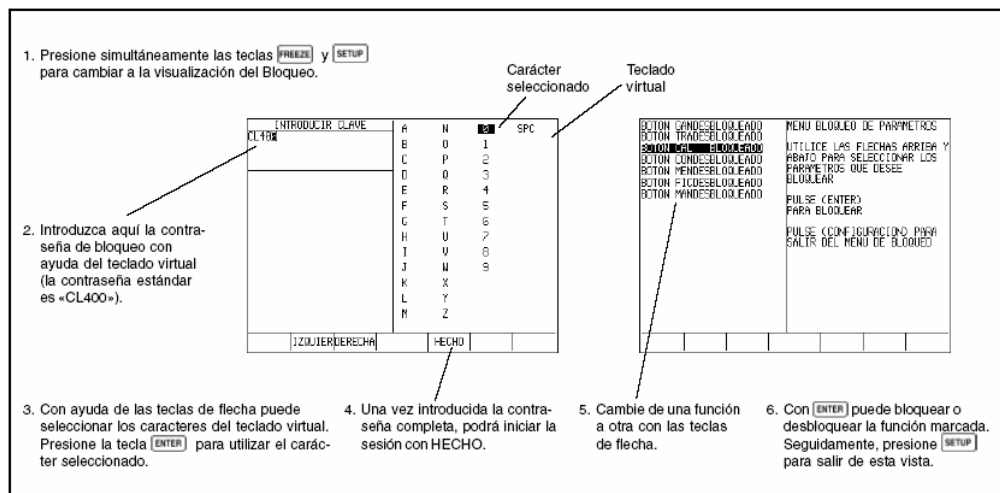 1. Presione simultáneamente las teclas FREEZE y SETUP
para cambiar a la visualización del Bloqueo.
Carácter
seleccionado
Teclado
virtual
INTRODUCIR CLAVE
CL40
A N 0 SPC
B O 1
C P 2
D Q 3
E R 4
F S 5
G T 6
H U 7
I V 8
J W 9
K X
L Y
M Z
IZQUIER DERECHA HECHO
BOTON GANDESBLOQUEADO
BOTON TRADESBLOQUEADO
BOTON CAL BLOQUEADO
BOTON CONDESBLOQUEADO
BOTON MENDESBLOQUEADO
BOTON FICDESBLOQUEADO
BOTON MANDESBLOQUEADO
MENU BLOQUEO DE PARAMETROS
UTILICE LAS FLECHAS ARRIBA Y
ABAJO PARA SELECCIONAR LOS
PARAMETROS QUE DESEE
BLOQUEAR
PULSE (ENTER)
PARA BLOQUEAR
PULSE (CONFIGURACION) PARA
SALIR DEL MENU DE BLOQUEO
2. Introduzca aquí la contra-
seña de bloqueo con
ayuda del teclado virtual
(la contraseña estándar
es «CL400»).
3. Con ayuda de las teclas de flecha puede
seleccionar los caracteres del teclado virtual.
Presione la tecla ENTER para utilizar el carác-
ter seleccionado.
4. Una vez introducida la contra-
seña completa, podrá iniciar la
sesión con HECHO.
5. Cambie de una función
a otra con las teclas
de flecha.
6. Con ENTER puede bloquear o
desbloquear la función marcada.
Seguidamente, presione SETUP
para salir de esta vista.